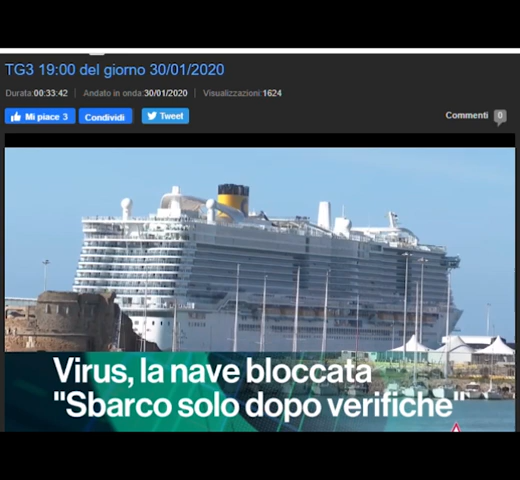 TG3 19:00 del giorno 30/01/2020
Durata:00:33:42 | Andato in onda:30/01/2020 | Visualizzazioni:1624
Mi piace 3 Condividi Tweet Commenti 0
Virus, la nave bloccata
"Sbarco solo dopo verifiche"